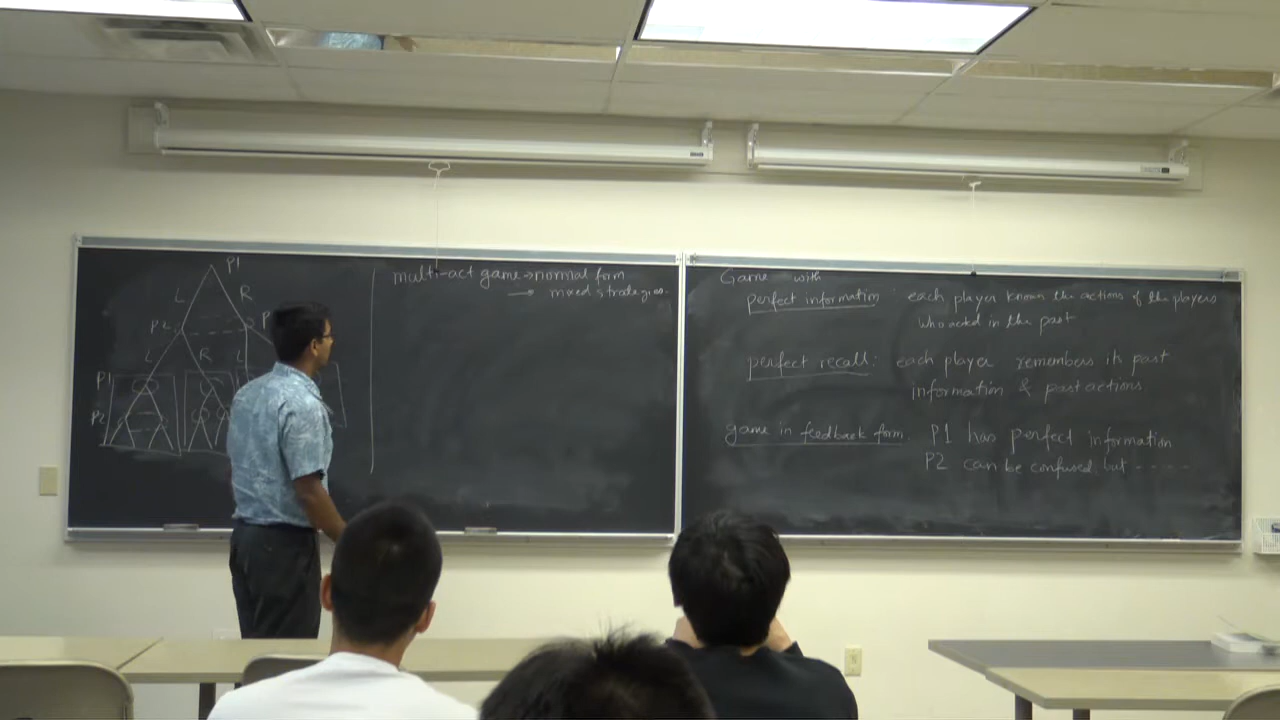 P1
L
R
P2
P
L
R
L
P1
P2
multi-act game → normal form
→ mixed strategies.
Game with
perfect information : each player known the actions of the players
who acted in the past
perfect recall : each player remembers its past
information & past actions
game in feedback form. P1 has perfect information
P2 can be confused but - - - - -